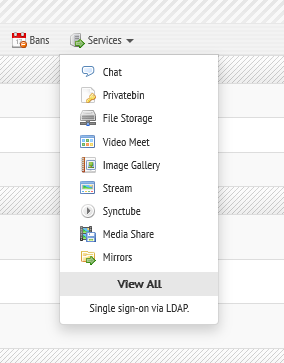 Bans Services
Chat
Privatebin
File Storage
Video Meet
Image Gallery
Stream
Synctube
Media Share
Mirrors
View All
Single sign-on via LDAP.